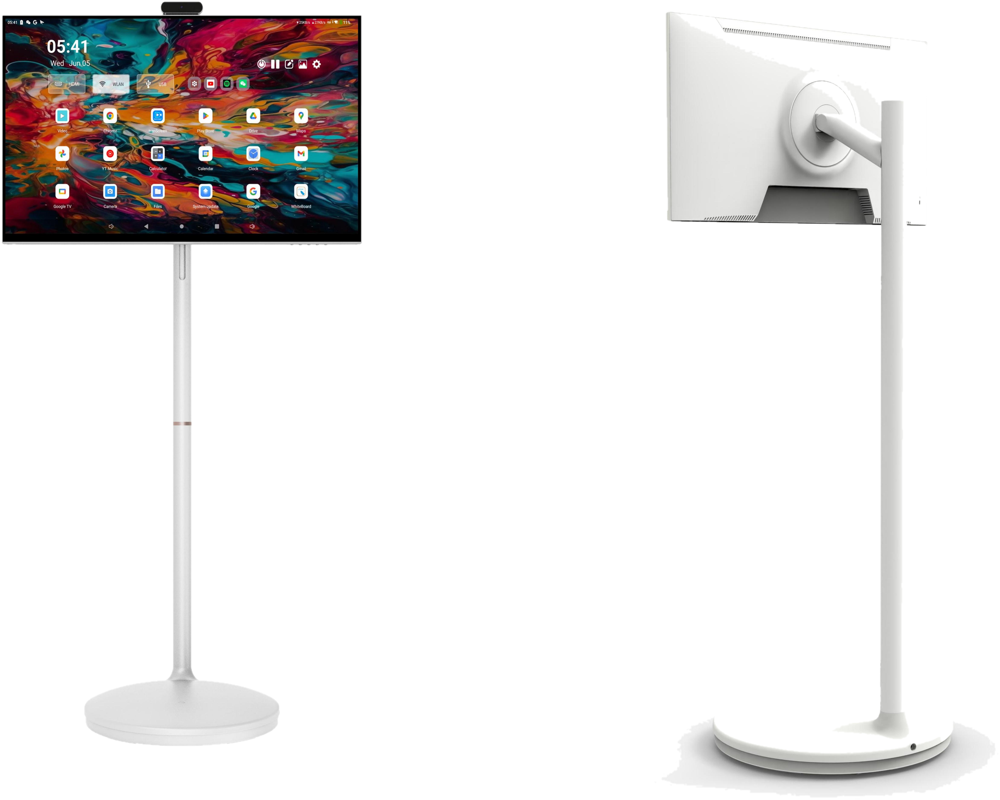 05:41
25KB/s 27KB/s 11%
05:41
Wed Jun 05
HDMI WLAN USB
Video Chrome TranScreen Play Store Drive Maps
Photos YT Music Calculator Calendar Clock Gmail
Google TV Camera Files System update Google WhiteBoard